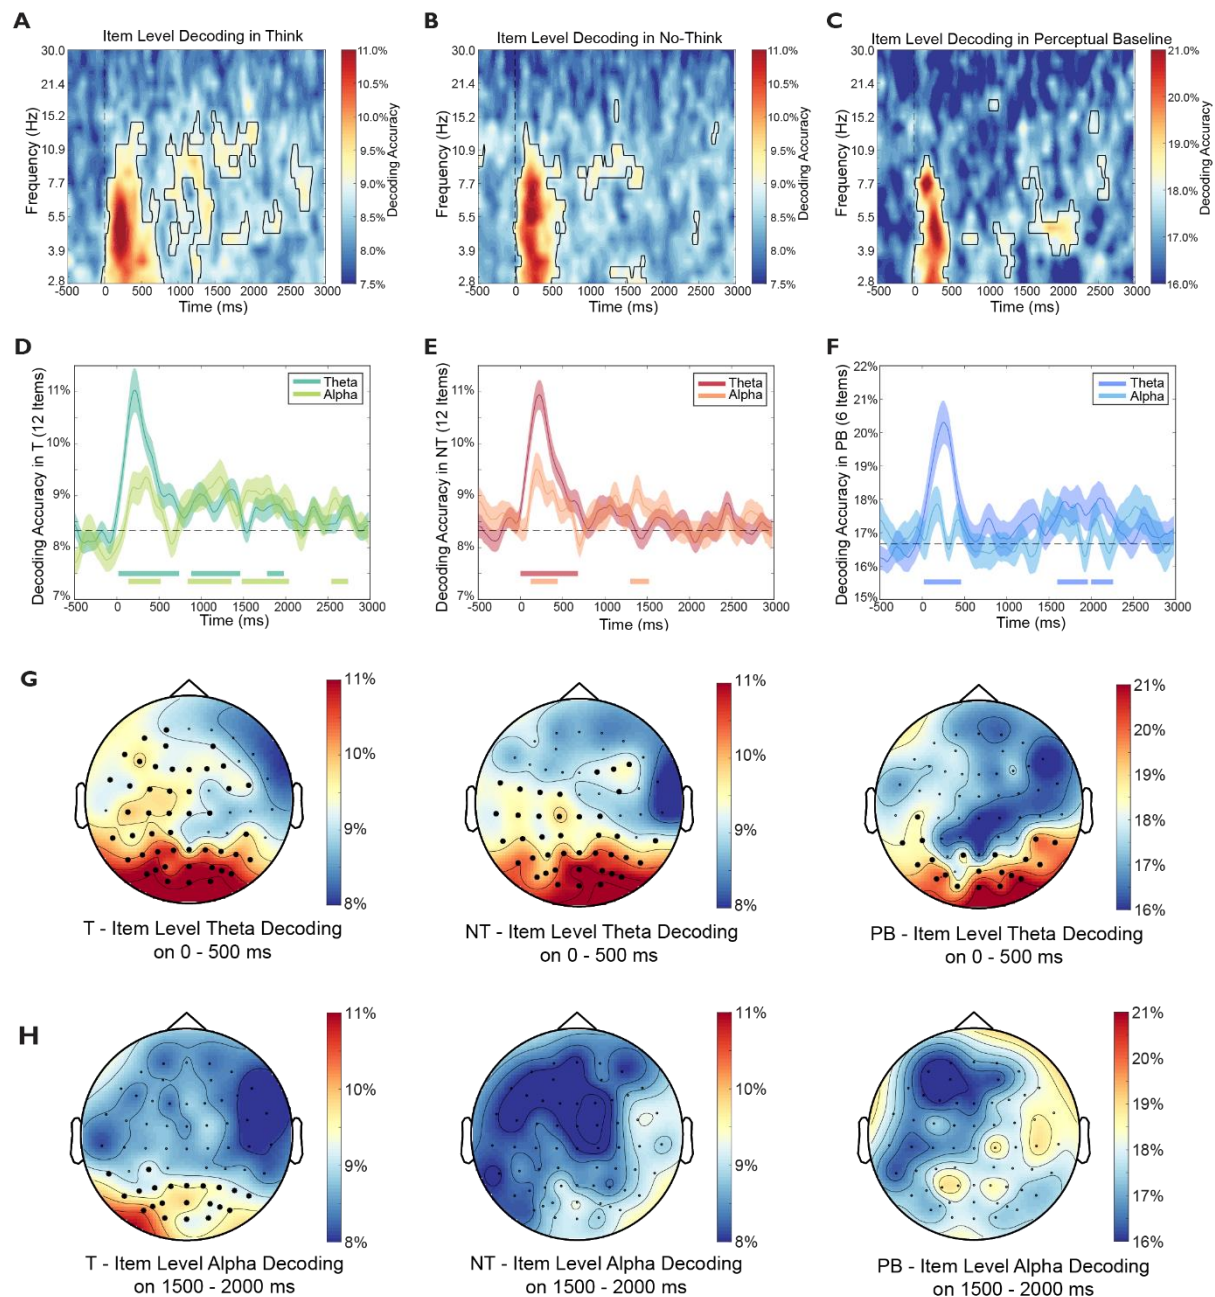 A
Item Level Decoding in Think
Frequency (Hz)
30.0
21.4
15.2
10.9
7.7
5.5
3.9
2.8
-500 0 500 1000 1500 2000 2500 3000
Time (ms)
11.0%
10.5%
10.0%
9.5%
9.0%
8.5%
8.0%
7.5%
Decoding Accuracy
B
Item Level Decoding in No-Think
Frequency (Hz)
30.0
21.4
15.2
10.9
7.7
5.5
3.9
2.8
-500 0 500 1000 1500 2000 2500 3000
Time (ms)
11.0%
10.5%
10.0%
9.5%
9.0%
8.5%
8.0%
7.5%
Decoding Accuracy
C
Item Level Decoding in Perceptual Baseline
Frequency (Hz)
30.0
21.4
15.2
10.9
7.7
5.5
3.9
2.8
-500 0 500 1000 1500 2000 2500 3000
Time (ms)
21.0%
20.0%
19.0%
18.0%
17.0%
16.0%
Decoding Accuracy
D
Decoding Accuracy in T (12 Items)
11%
10%
9%
8%
7%
Theta
Alpha
-500 0 500 1000 1500 2000 2500 3000
Time (ms)
E
Decoding Accuracy in NT (12 Items)
11%
10%
9%
8%
7%
Theta
Alpha
-500 0 500 1000 1500 2000 2500 3000
Time (ms)
F
Decoding Accuracy in PB (6 Items)
22%
21%
20%
19%
18%
17%
16%
15%
Theta
Alpha
-500 0 500 1000 1500 2000 2500 3000
Time (ms)
G
11%
10%
9%
8%
T - Item Level Theta Decoding
on 0 - 500 ms
11%
10%
9%
8%
NT - Item Level Theta Decoding
on 0 - 500 ms
21%
20%
19%
18%
17%
16%
PB - Item Level Theta Decoding
on 0 - 500 ms
H
11%
10%
9%
8%
T - Item Level Alpha Decoding
on 1500 - 2000 ms
11%
10%
9%
8%
NT - Item Level Alpha Decoding
on 1500 - 2000 ms
21%
20%
19%
18%
17%
16%
PB - Item Level Alpha Decoding
on 1500 - 2000 ms